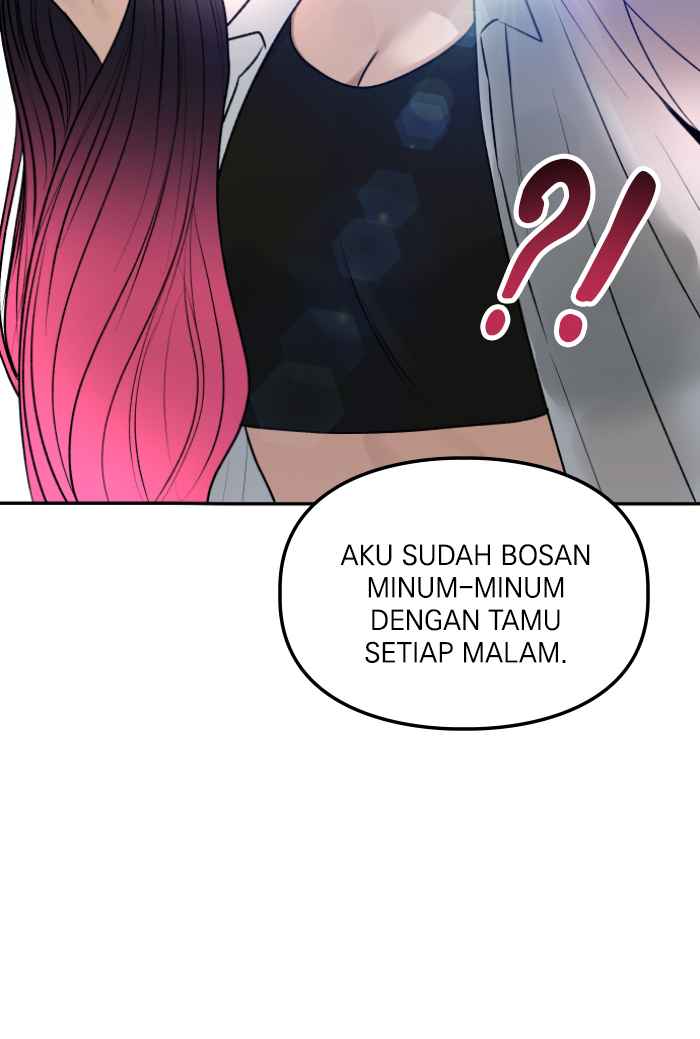 ?!
AKU SUDAH BOSAN
MINUM-MINUM
DENGAN TAMU
SETIAP MALAM.